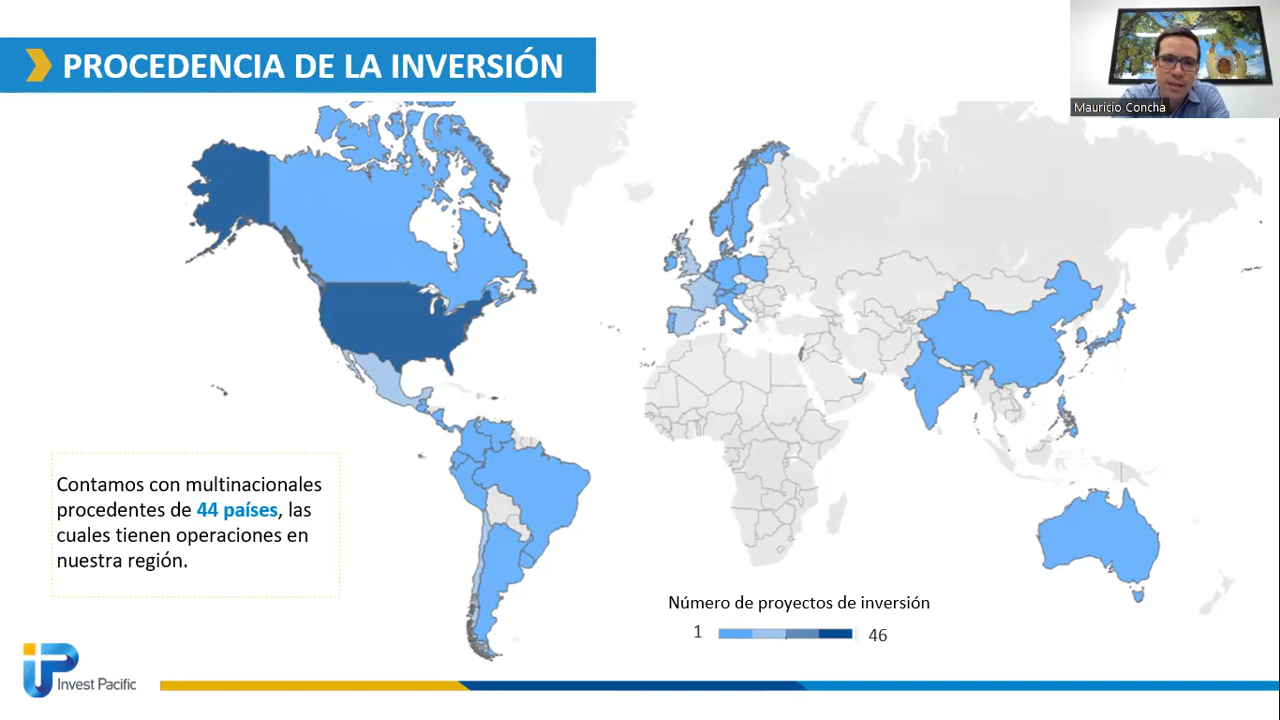 PROCEDENCIA DE LA INVERSIÓN
Mauricio Concha
Contamos con multinacionales
procedentes de 44 países, las
cuales tienen operaciones en
nuestra región.
Número de proyectos de inversión
1 46
Invest Pacific